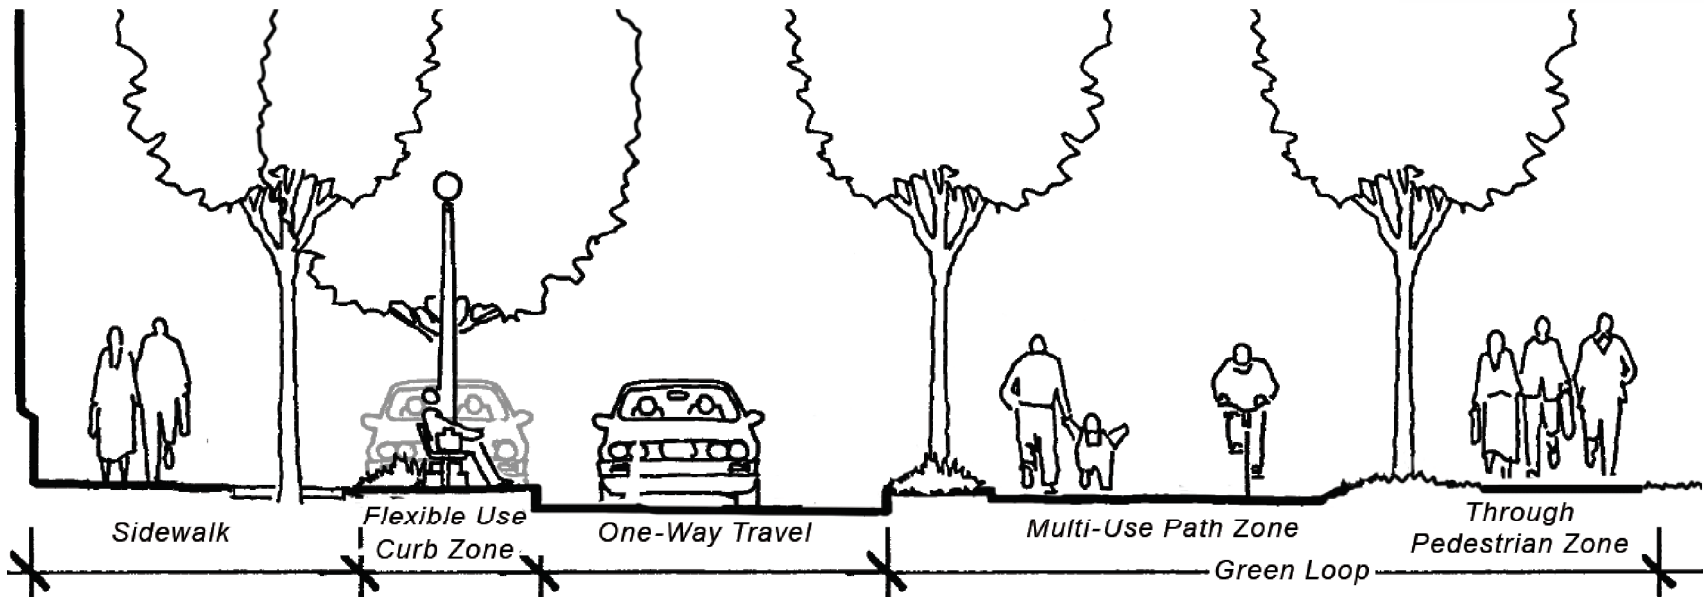 Sidewalk
Flexible Use
Curb Zone
One-Way Travel
Multi-Use Path Zone
Through
Pedestrian Zone
Green Loop